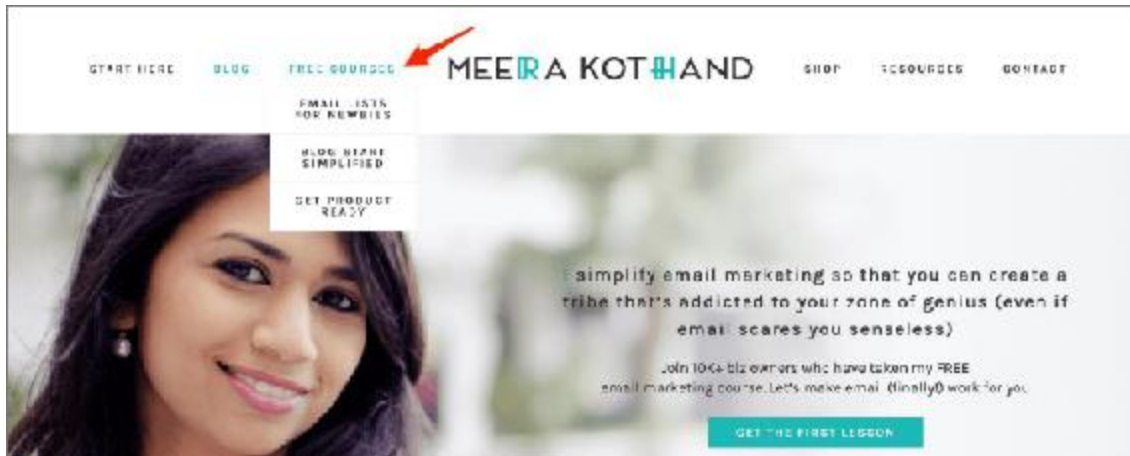 START HERE
BLOG
FREE COURSES
MEERA KOTHAND
SHOP
RESOURCES
CONTACT
EMAIL LISTS
FOR NEWBIES
BLOG START
SIMPLIFIED
GET PRODUCT
READY
I simplify email marketing so that you can create a
tribe that's addicted to your zone of genius (even if
email scares you senseless)
Join 10K+ biz owners who have taken my FREE
email marketing course. Let's make email (finally!) work for you
GET THE FIRST LESSON